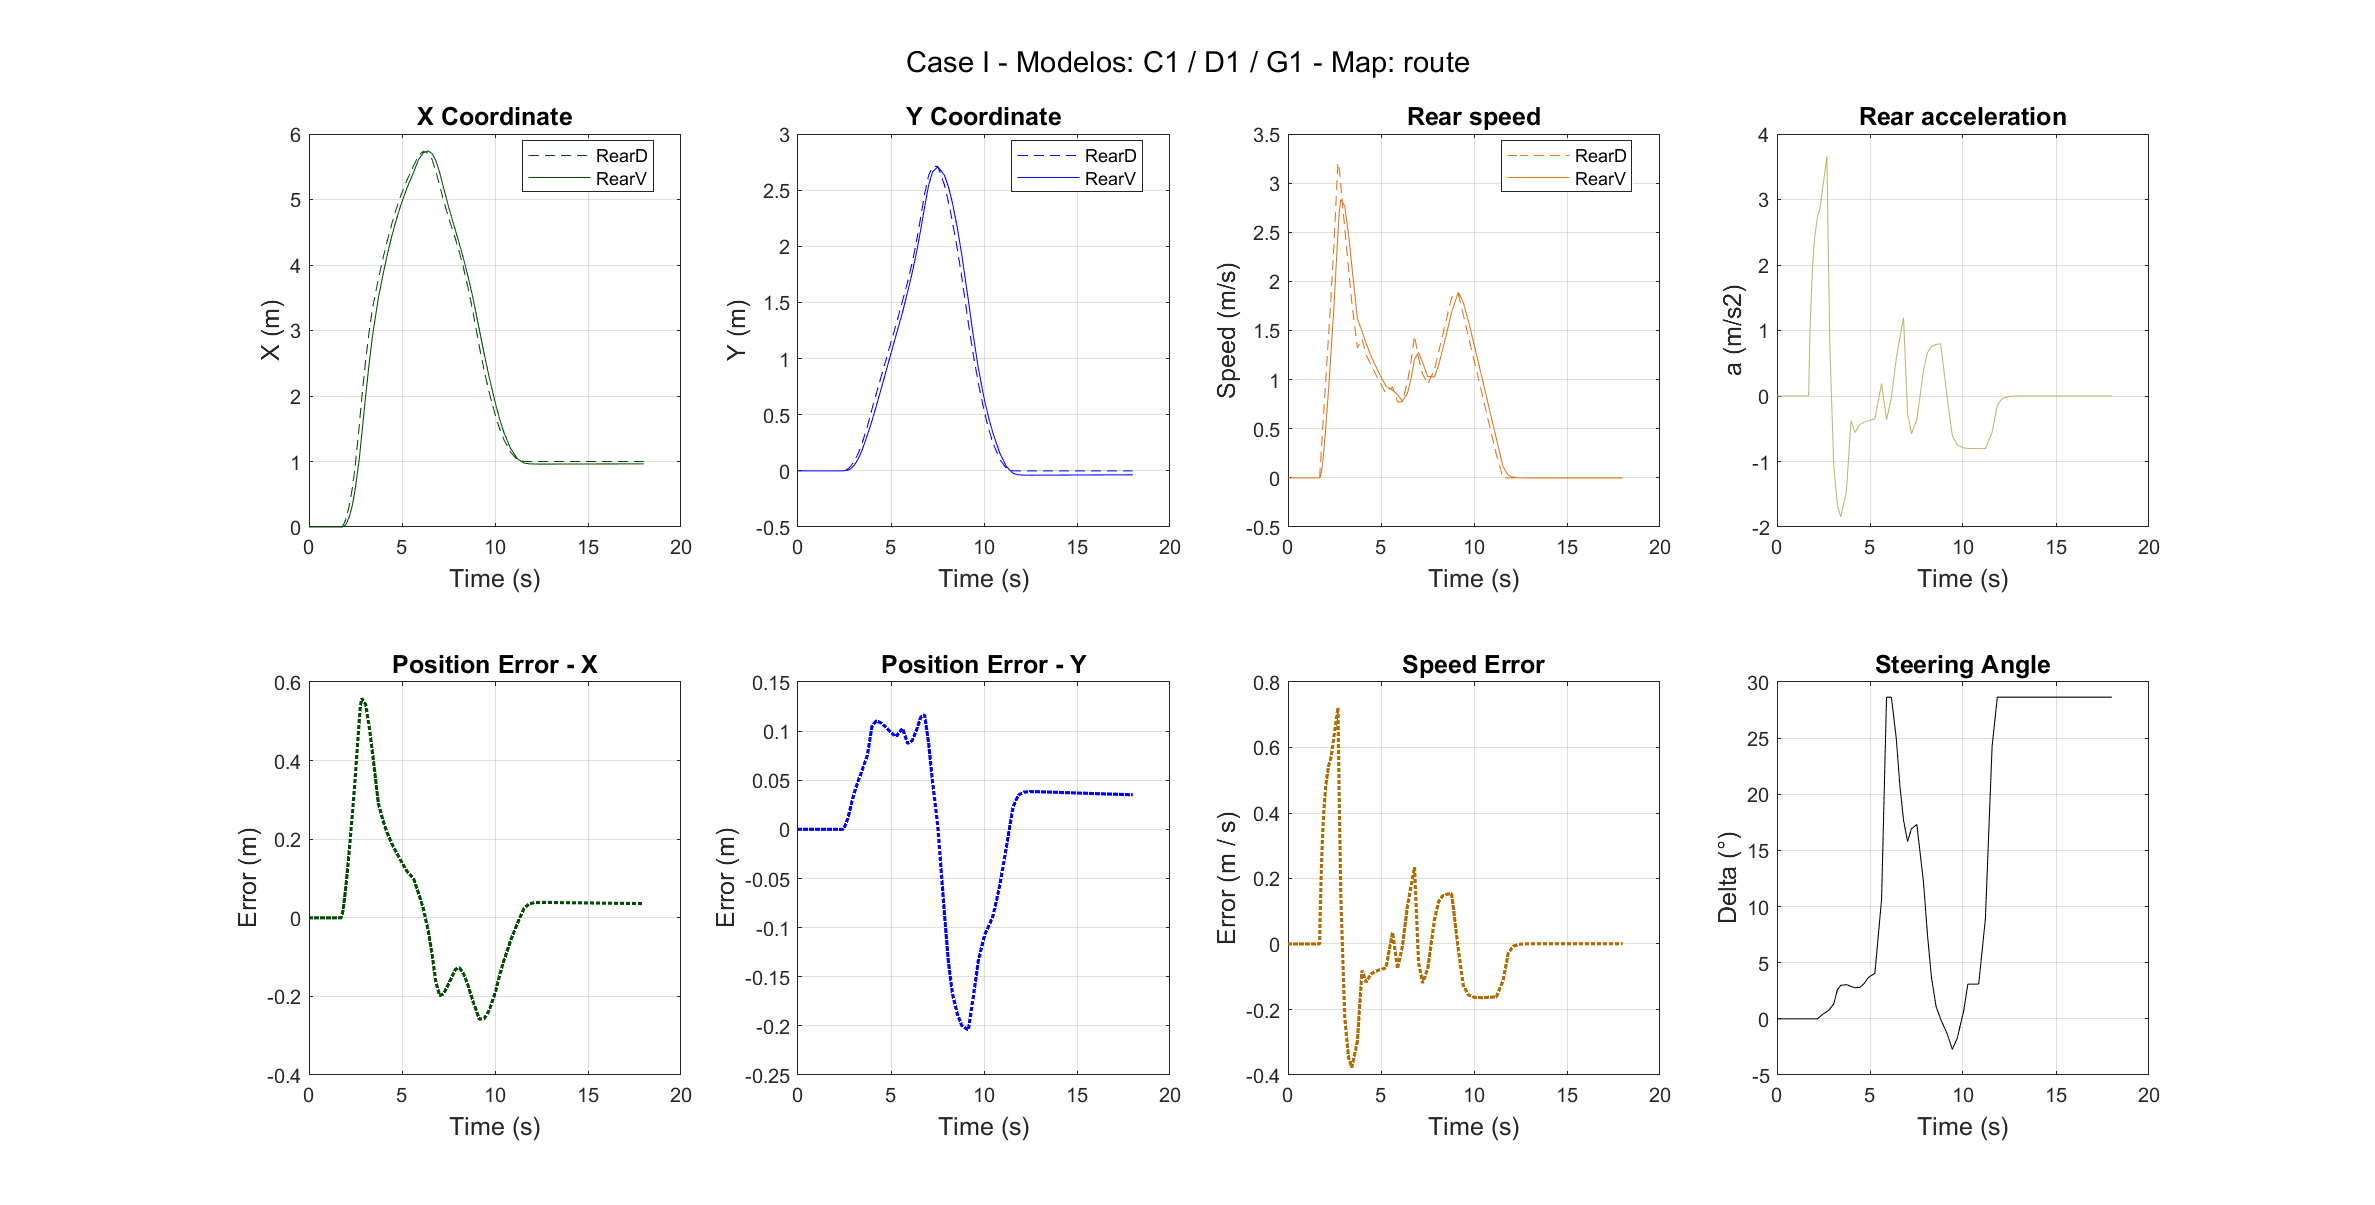 Case I - Modelos: C1 / D1 / G1 - Map: route
X Coordinate
6
5
4
3
2
1
0
X (m)
RearD
RearV
0 5 10 15 20
Time (s)
Y Coordinate
3
2.5
2
1.5
1
0.5
0
-0.5
Y (m)
RearD
RearV
0 5 10 15 20
Time (s)
Rear speed
3.5
3
2.5
2
1.5
1
0.5
0
-0.5
Speed (m/s)
RearD
RearV
0 5 10 15 20
Time (s)
Rear acceleration
4
3
2
1
0
-1
-2
a (m/s2)
0 5 10 15 20
Time (s)
Position Error - X
0.6
0.4
0.2
0
-0.2
-0.4
Error (m)
0 5 10 15 20
Time (s)
Position Error - Y
0.15
0.1
0.05
0
-0.05
-0.1
-0.15
-0.2
-0.25
Error (m)
0 5 10 15 20
Time (s)
Speed Error
0.8
0.6
0.4
0.2
0
-0.2
-0.4
Error (m / s)
0 5 10 15 20
Time (s)
Steering Angle
30
25
20
15
10
5
0
-5
Delta (°)
0 5 10 15 20
Time (s)